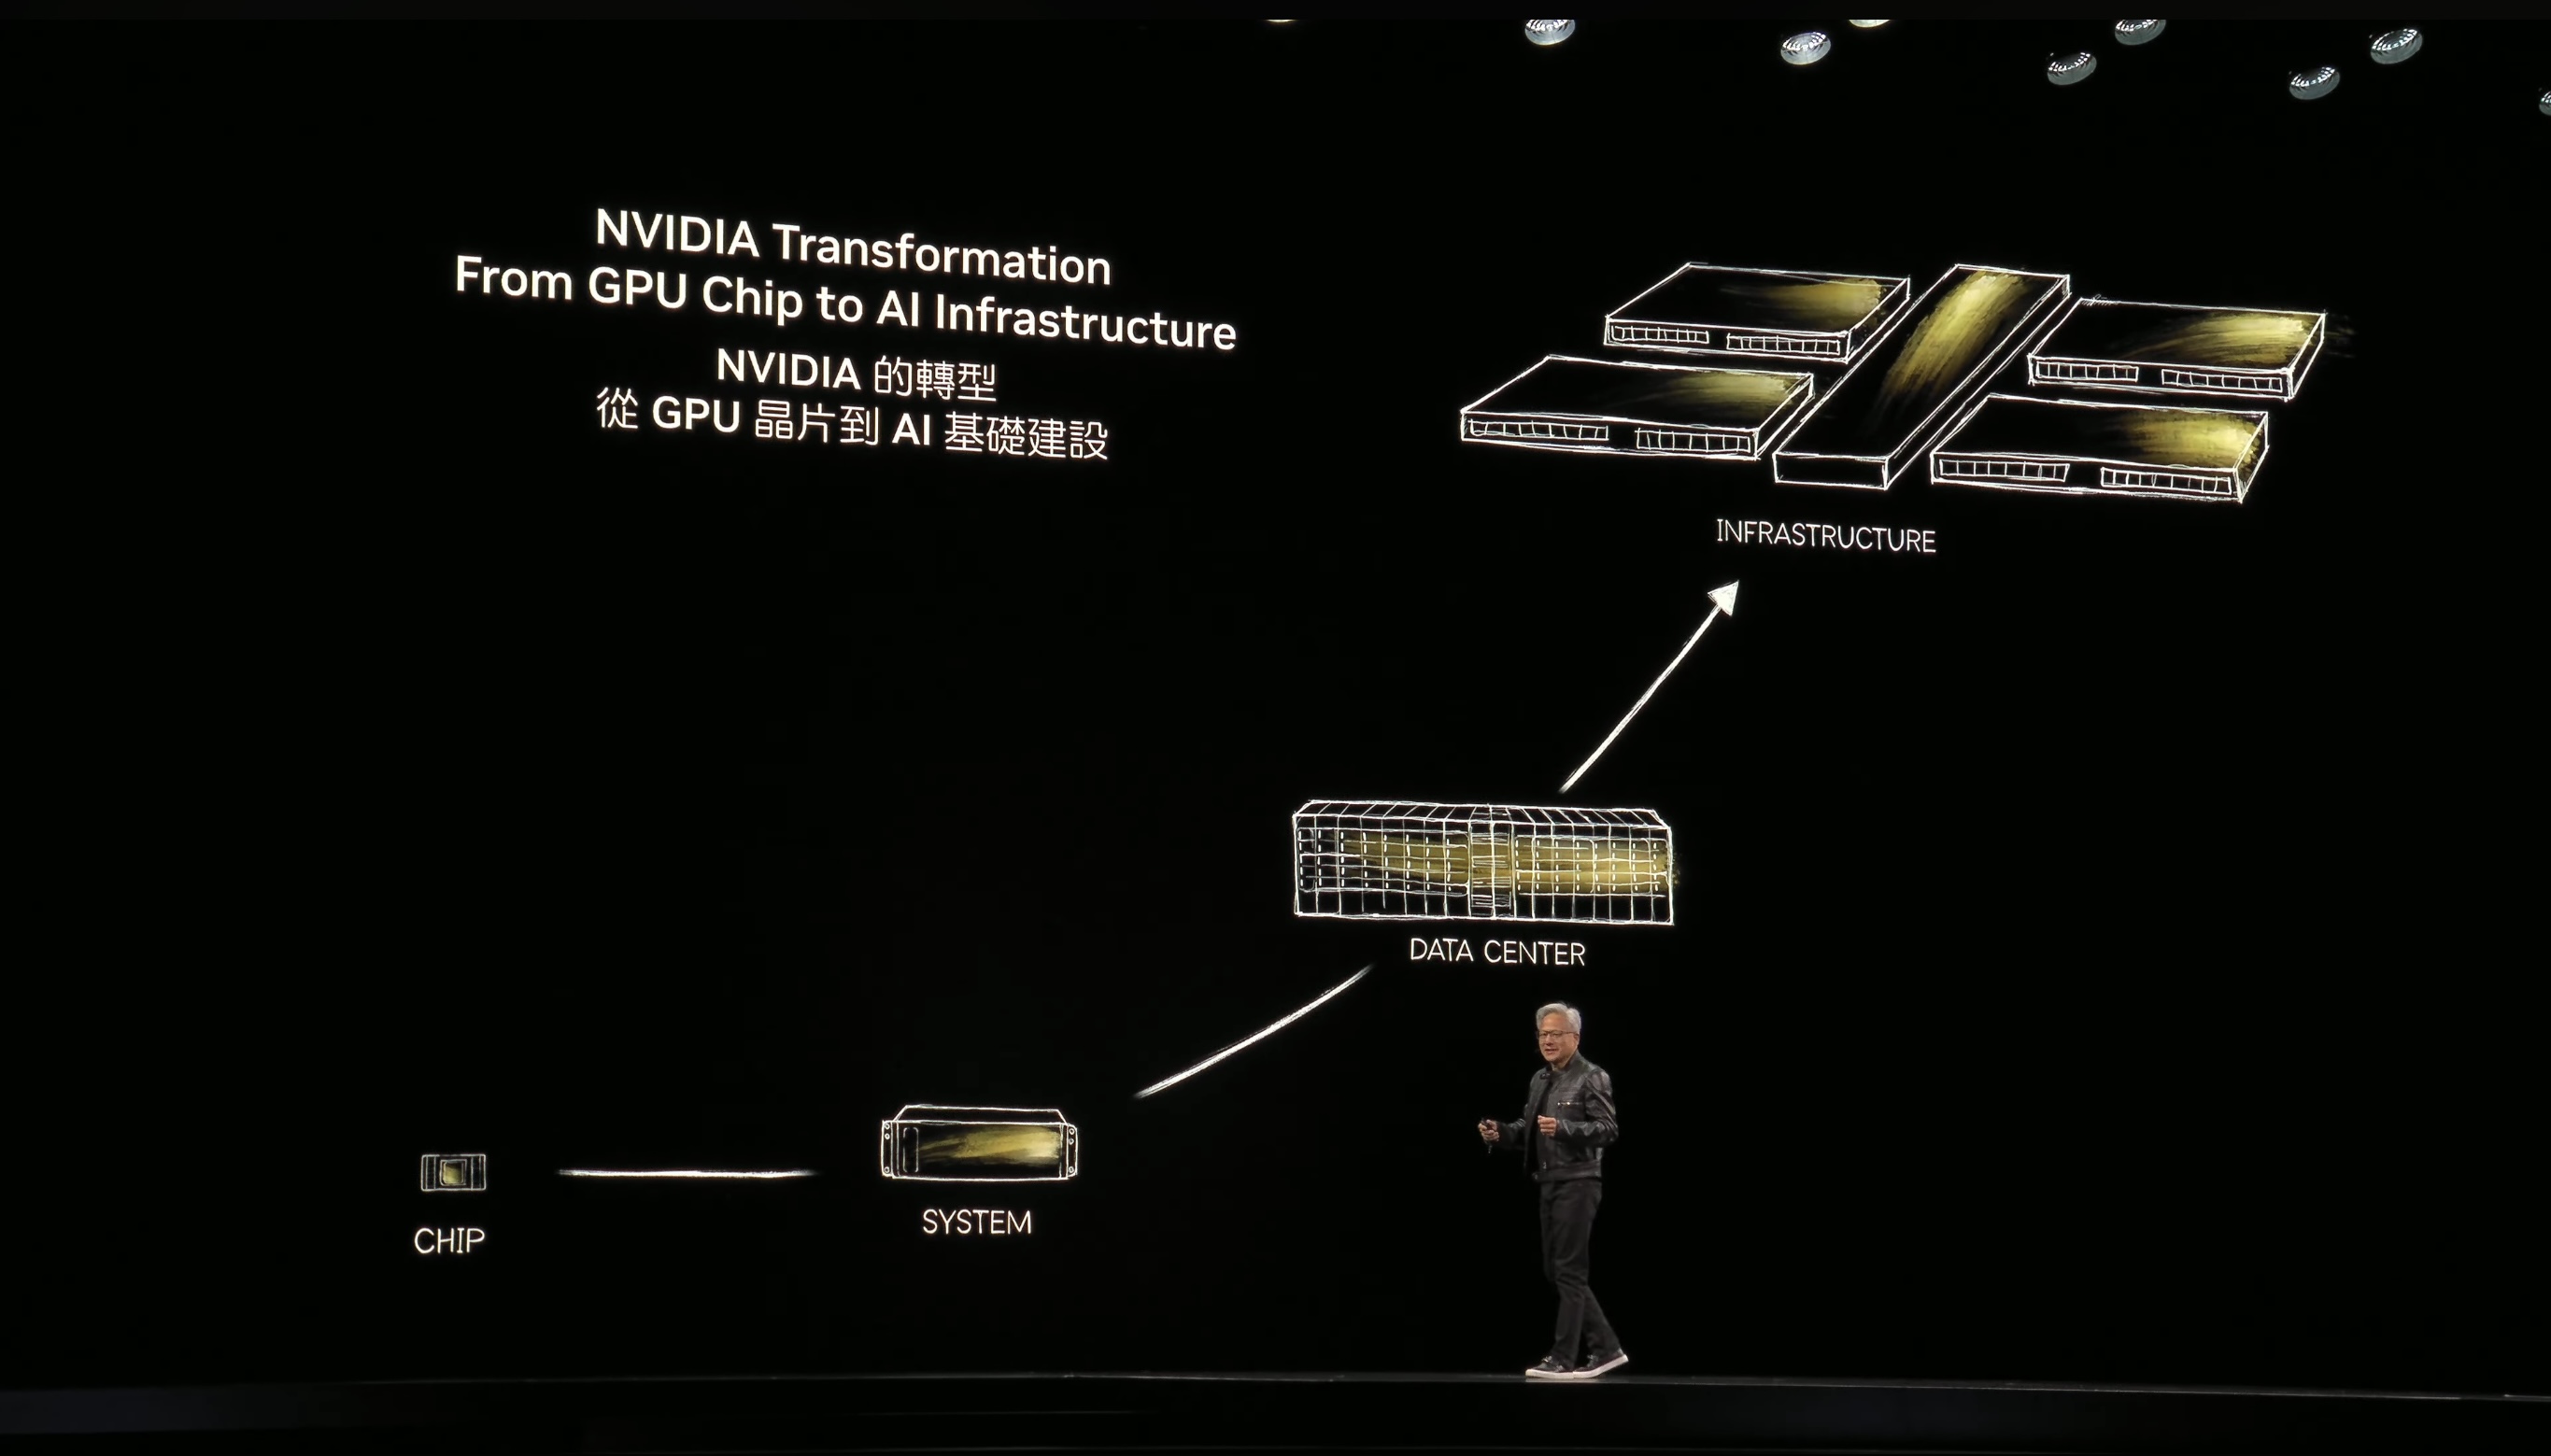 NVIDIA Transformation
From GPU Chip to AI Infrastructure
NVIDIA 的轉型
從 GPU 晶片到 AI 基礎建設
INFRASTRUCTURE
DATA CENTER
SYSTEM
CHIP